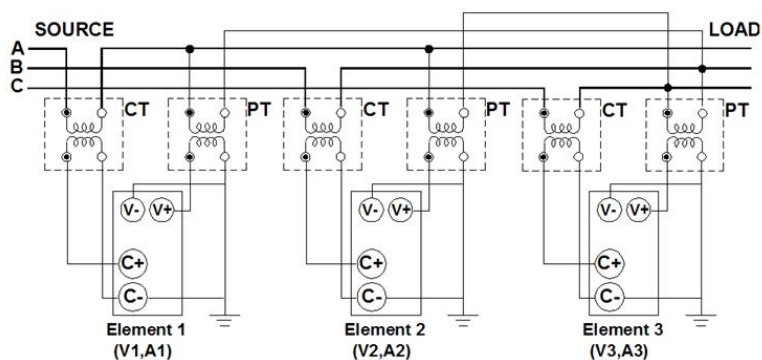 SOURCE LOAD
A
B
C
CT PT CT PT CT PT
V- V+ V- V+ V- V+
C+ C+ C+
C- C- C-
Element 1 Element 2 Element 3
(V1,A1) (V2,A2) (V3,A3)